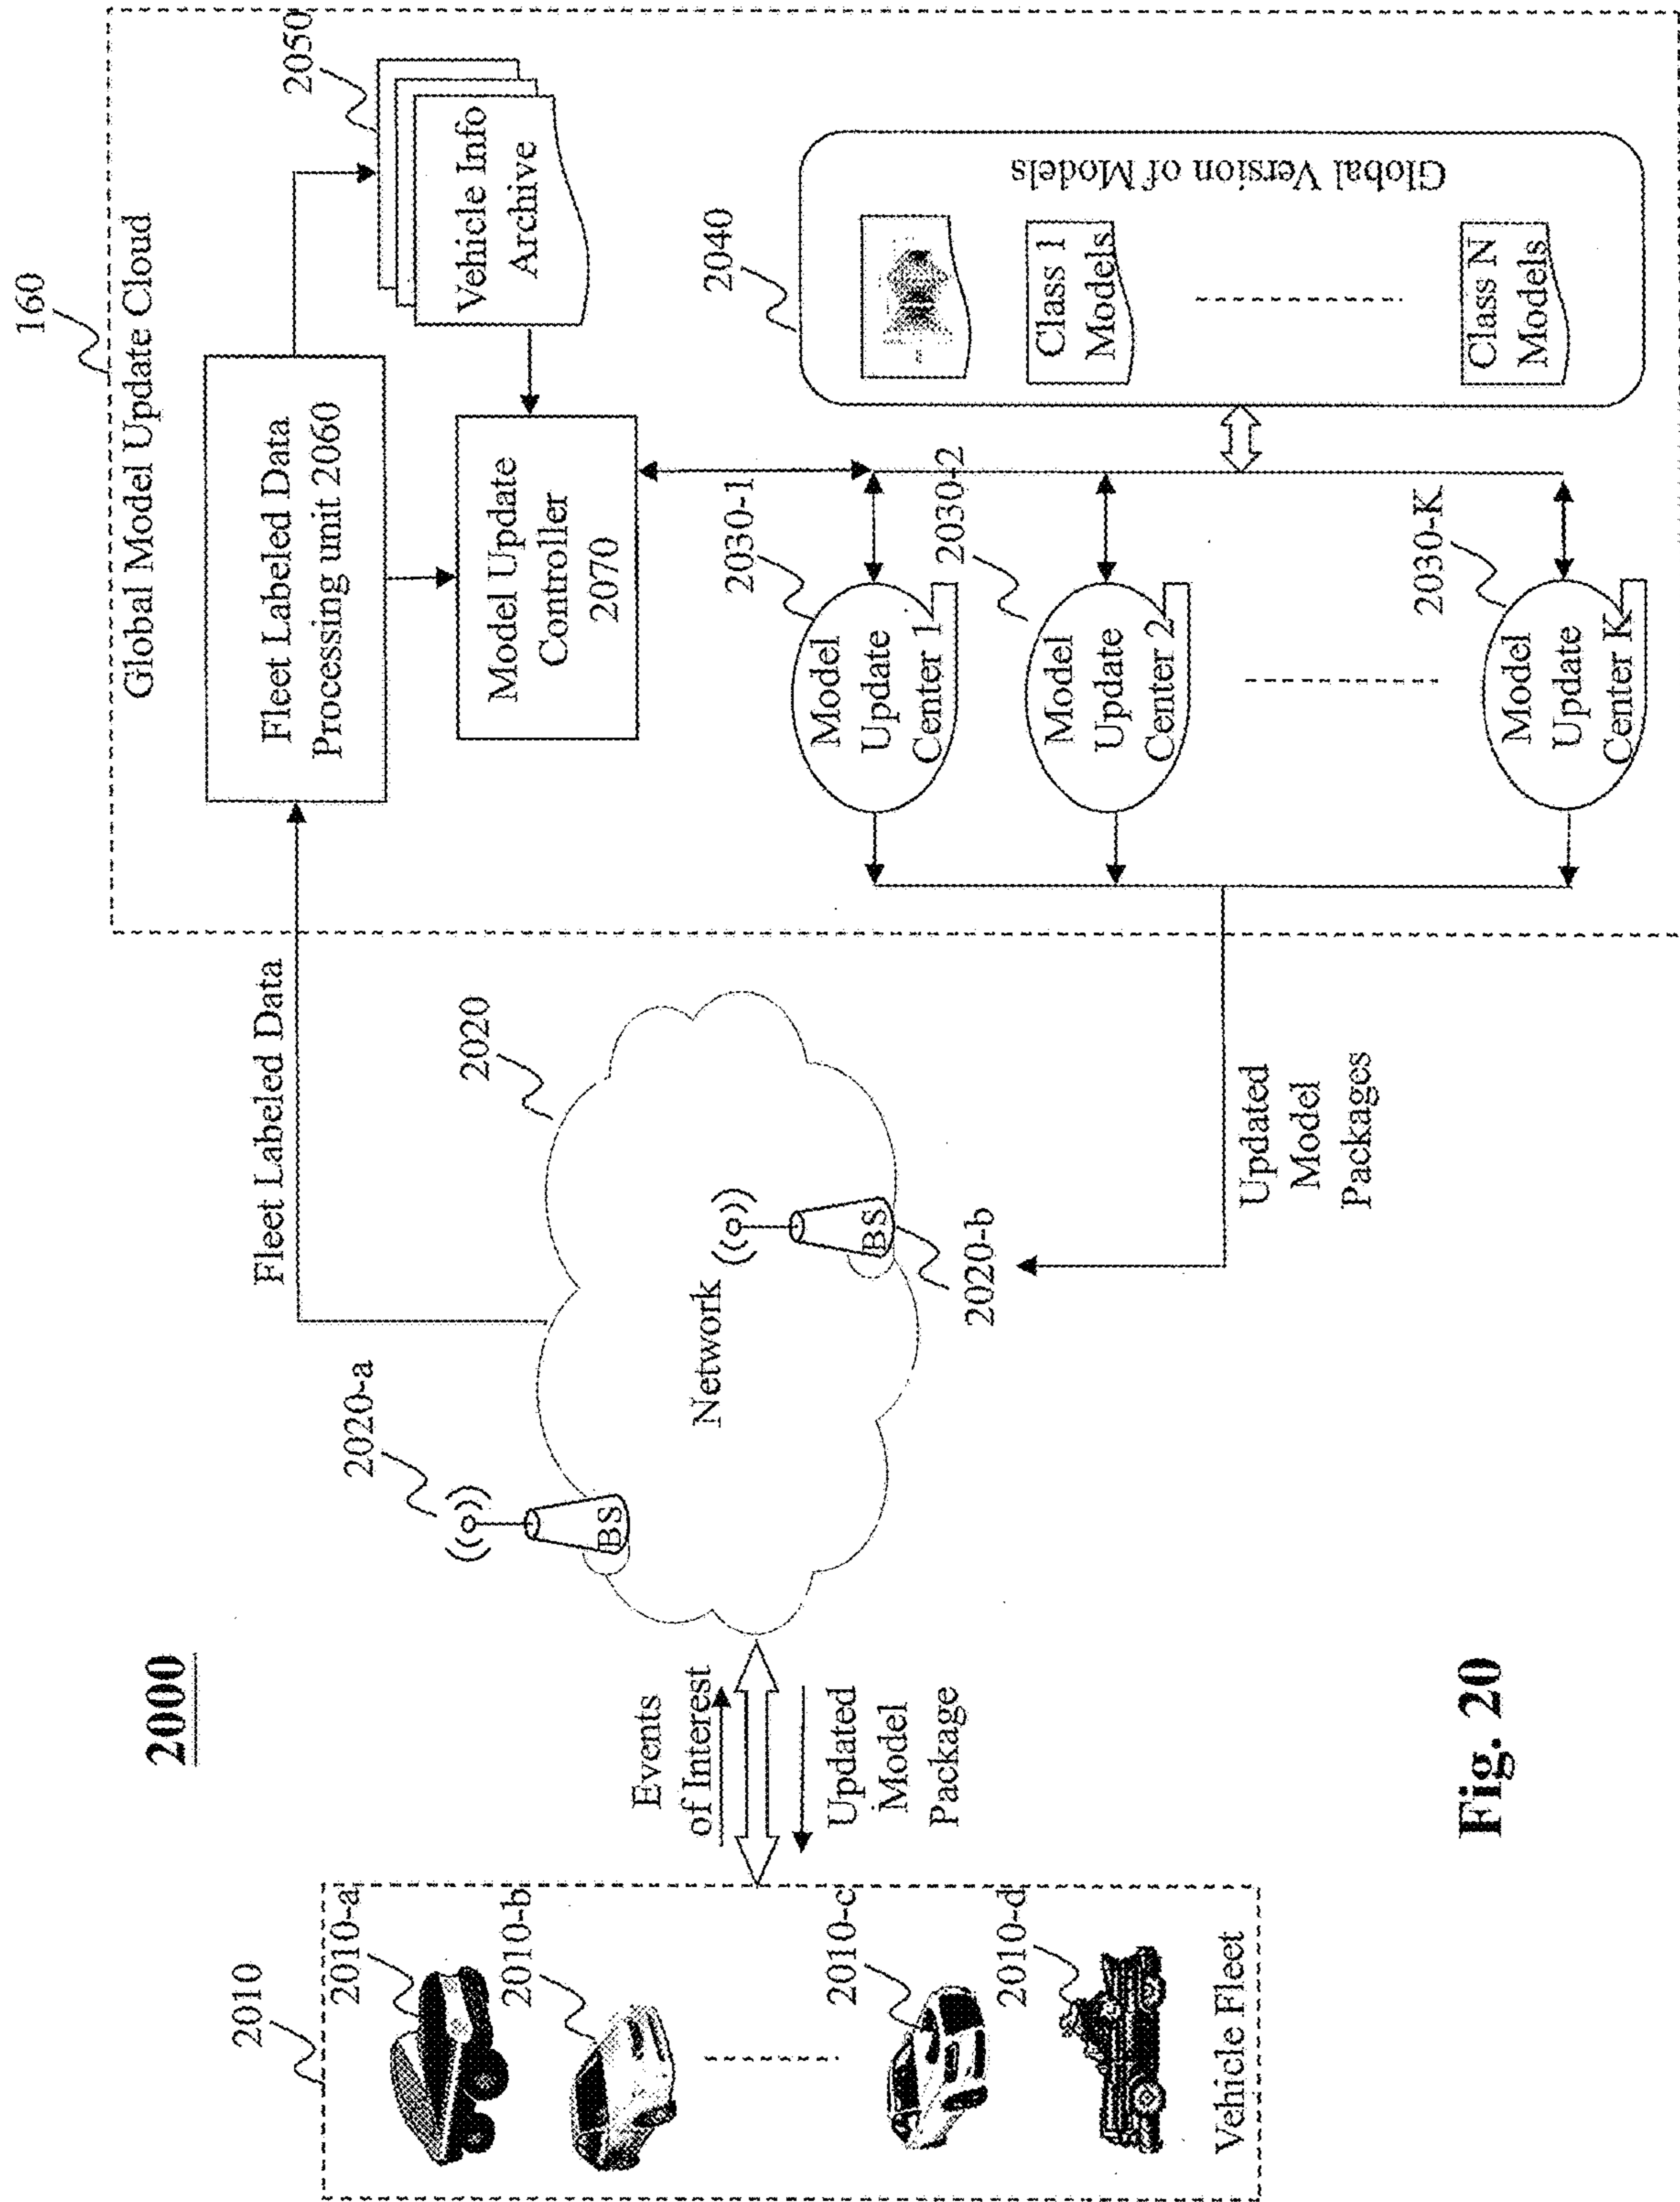 2000
160
Global Model Update Cloud
2010
2010-a
2010-b
2010-c
2010-d
Vehicle Fleet
Events
of Interest
Updated
Model
Package
2020-a
BS
Network
2020
BS
2020-b
Fleet Labeled Data
Updated
Model
Packages
Fleet Labeled Data
Processing unit 2060
2050
Vehicle Info
Archive
Model Update
Controller
2070
2030-1
Model
Update
Center 1
2030-2
Model
Update
Center 2
2030-K
Model
Update
Center K
2040
Class 1
Models
Class N
Models
Global Version of Models
Fig. 20